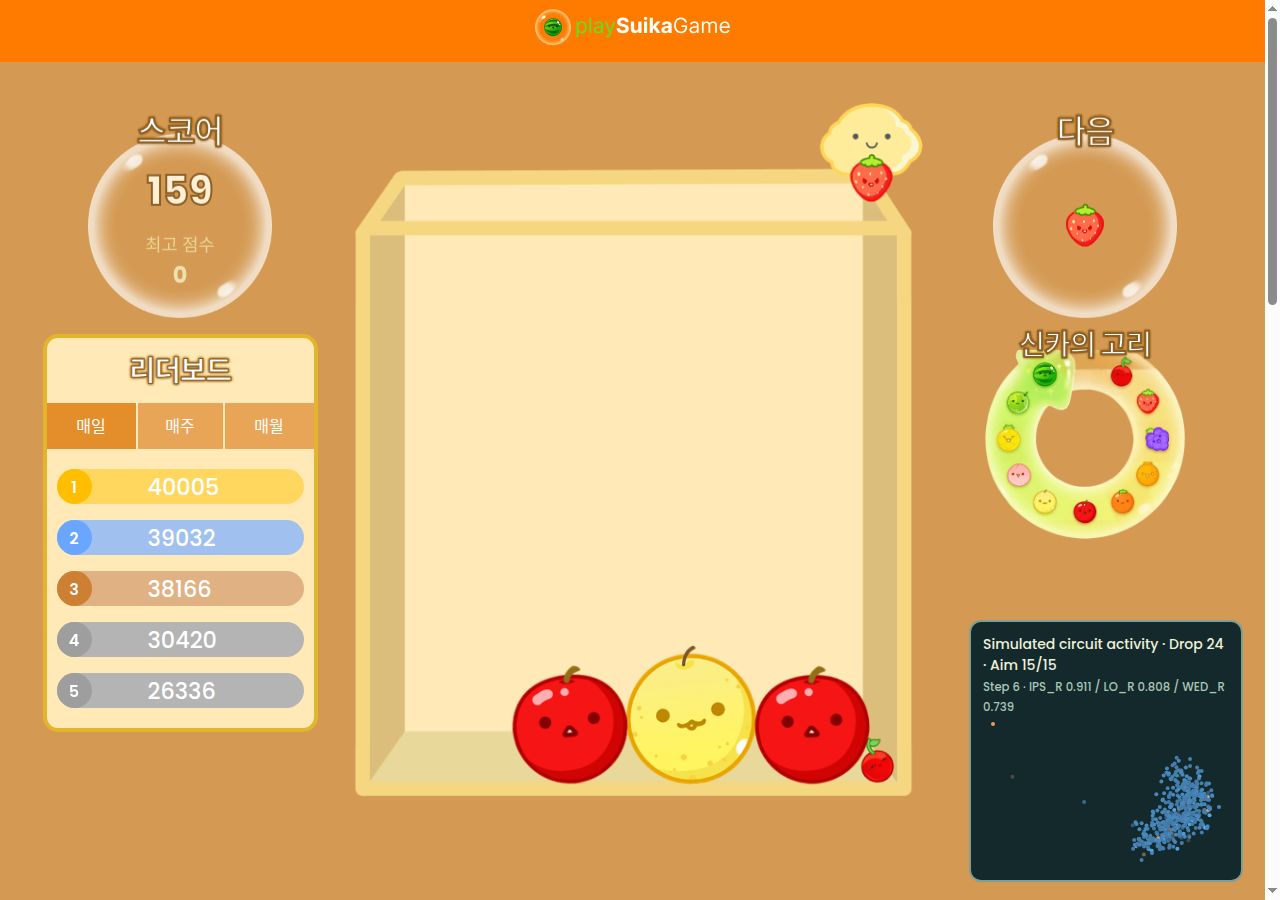 playSuikaGame
스코어
159
최고 점수
0
리더보드
매일 매주 매월
1 40005
2 39032
3 38166
4 30420
5 26336
다음
신카의 고리
Simulated circuit activity · Drop 24
· Aim 15/15
Step 6 · IPS_R 0.911 / LO_R 0.808 / WED_R
0.739